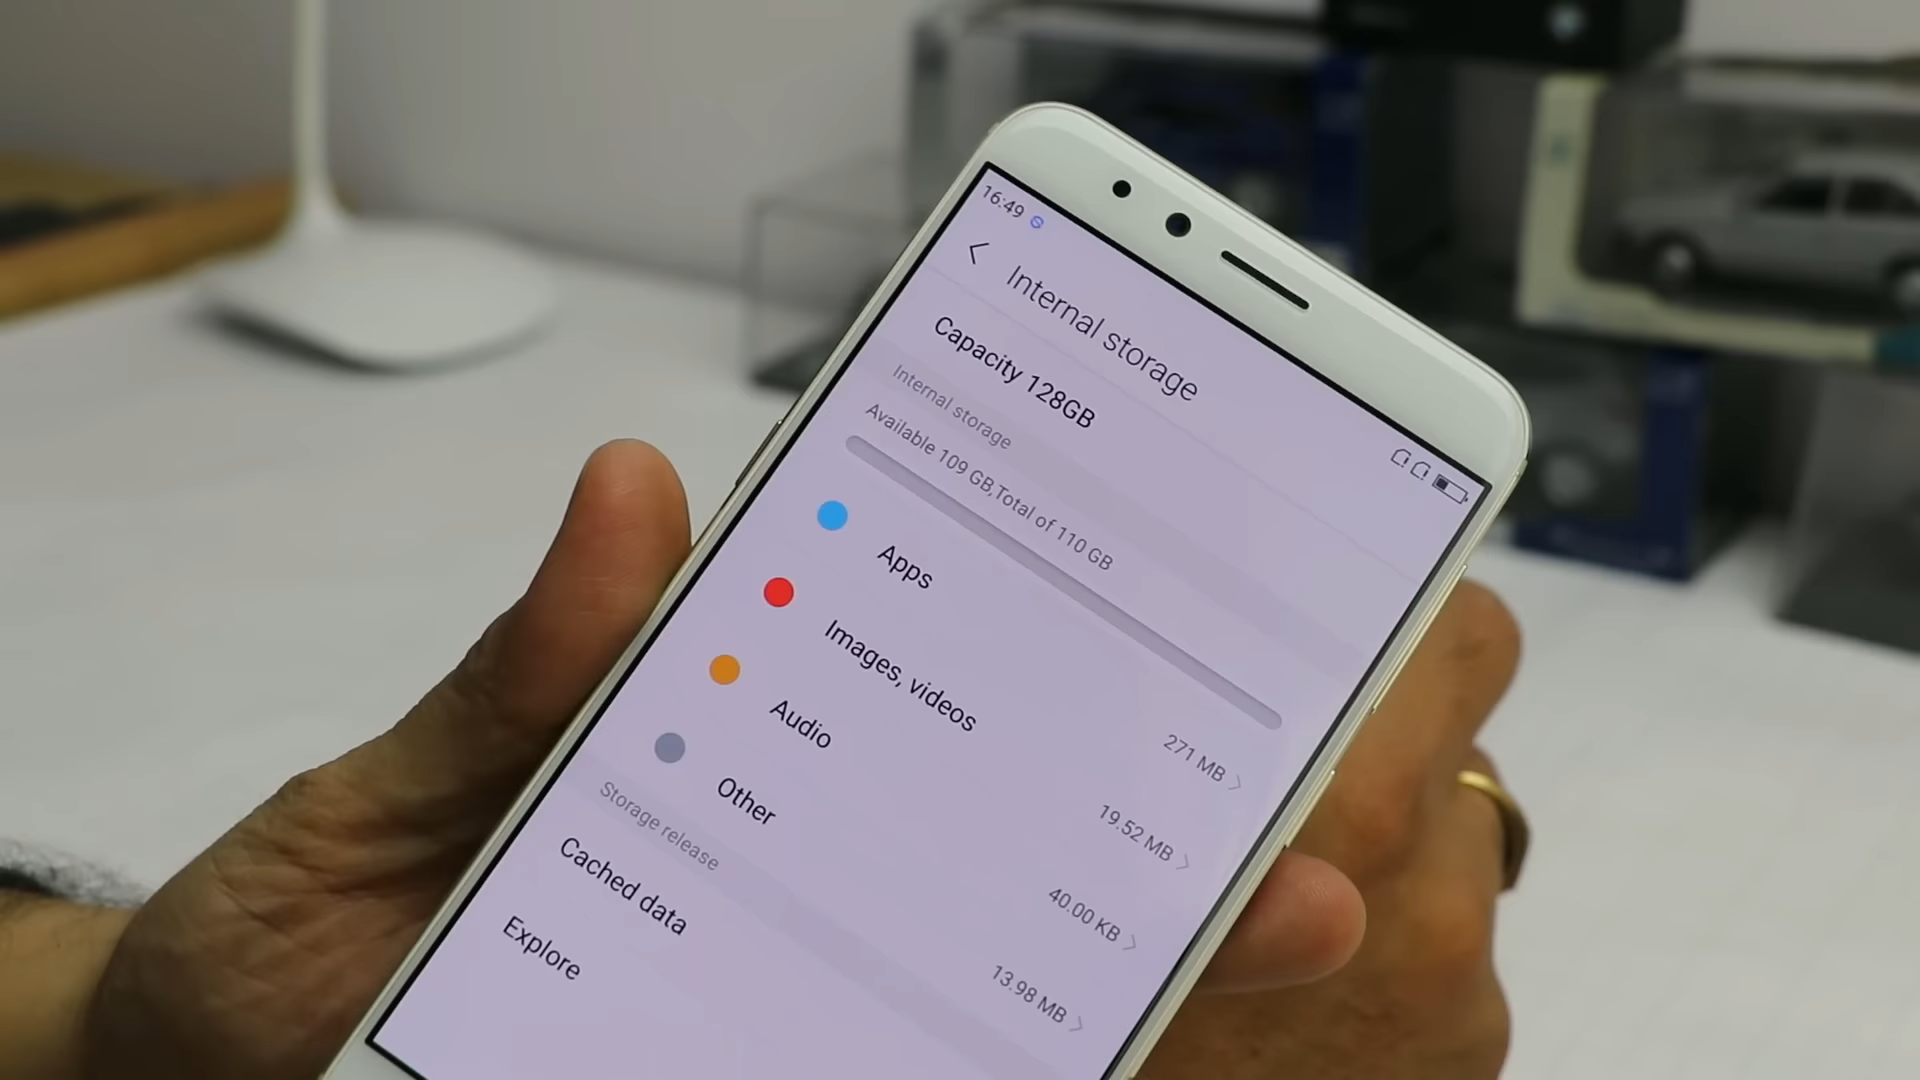 16:49
Internal storage
Capacity 128GB
Internal storage
Available 109 GB,Total of 110 GB
Apps
271 MB
Images, videos
19.52 MB
Audio
40.00 KB
Other
13.98 MB
Storage release
Cached data
Explore